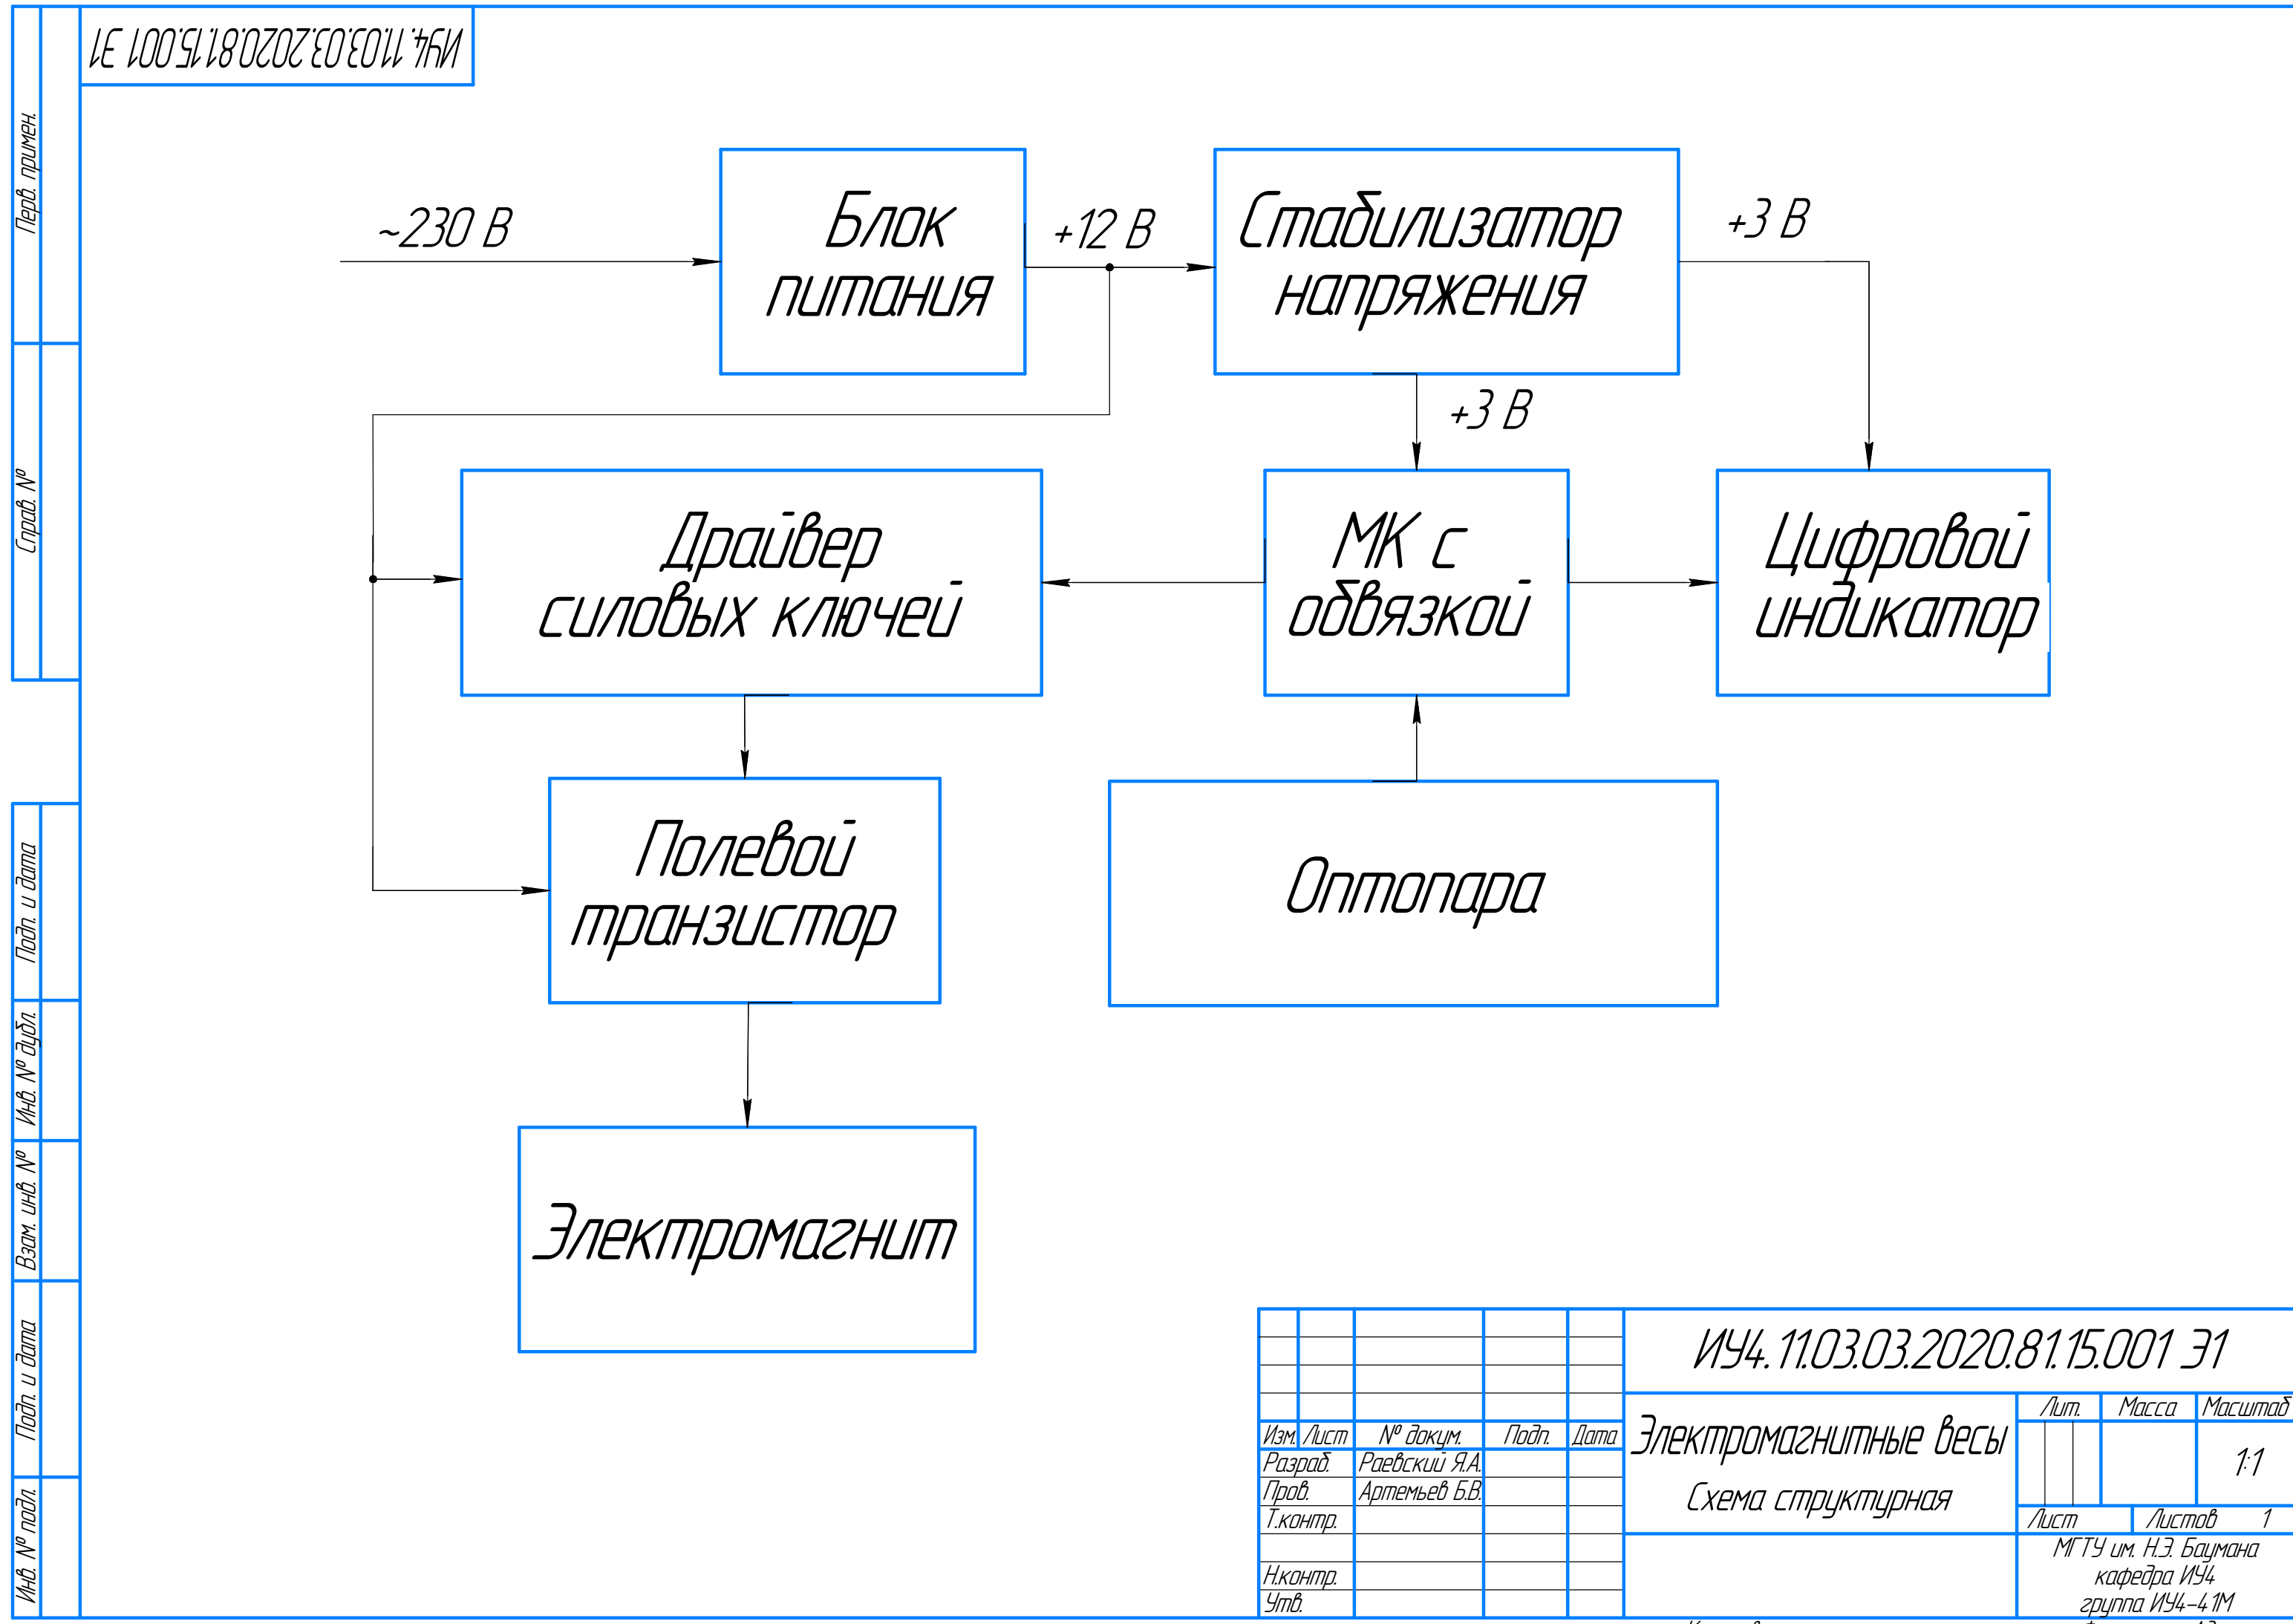 ИУ4.11.03.03.2020.81.15.001 Э1
Перв. примен.
Справ. №
Подп. и дата
Инв. № дубл.
Взам. инв. №
Подп. и дата
Инв. № подл.
~230 В
Блок
питания
+12 В
Стабилизатор
напряжения
+3 В
+3 В
Драйвер
силовых ключей
МК с
обвязкой
Цифровой
индикатор
Полевой
транзистор
Оптопара
Электромагнит
ИУ4.11.03.03.2020.81.15.001 Э1
Изм. Лист № докум. Подп. Дата
Разраб. Раевский Я.А.
Пров. Артемьев Б.В.
Т.контр.
Н.контр.
Утв.
Электромагнитные весы
Схема структурная
Лит. Масса Масштаб
1:1
Лист Листов 1
МГТУ им. Н.Э. Баумана
кафедра ИУ4
группа ИУ4-41М